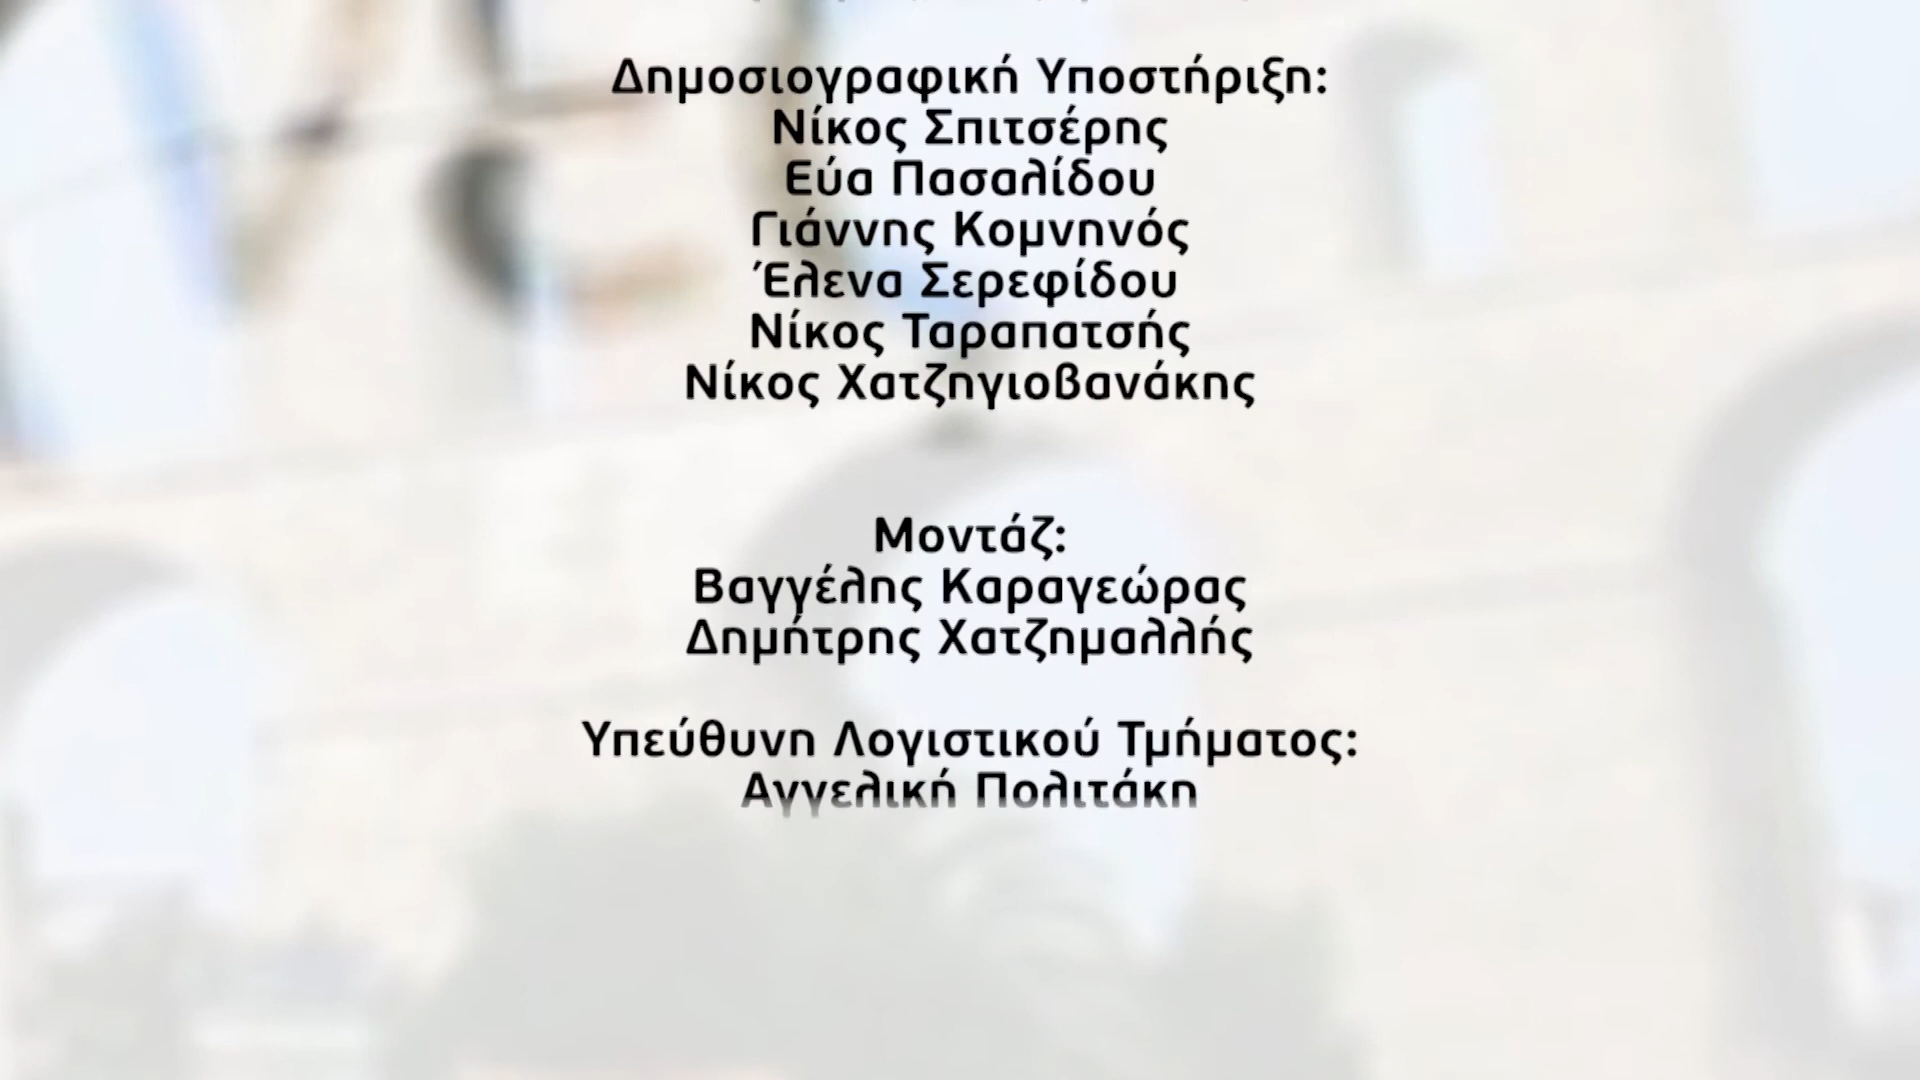 Δημοσιογραφική Υποστήριξη:
Νίκος Σπιτσέρης
Εύα Πασαλίδου
Γιάννης Κομνηνός
Έλενα Σερεφίδου
Νίκος Ταραπατσής
Νίκος Χατζηγιοβανάκης
Μοντάζ:
Βαγγέλης Καραγεώρας
Δημήτρης Χατζημαλλής
Υπεύθυνη Λογιστικού Τμήματος:
Αγγελική Πολιτάκη